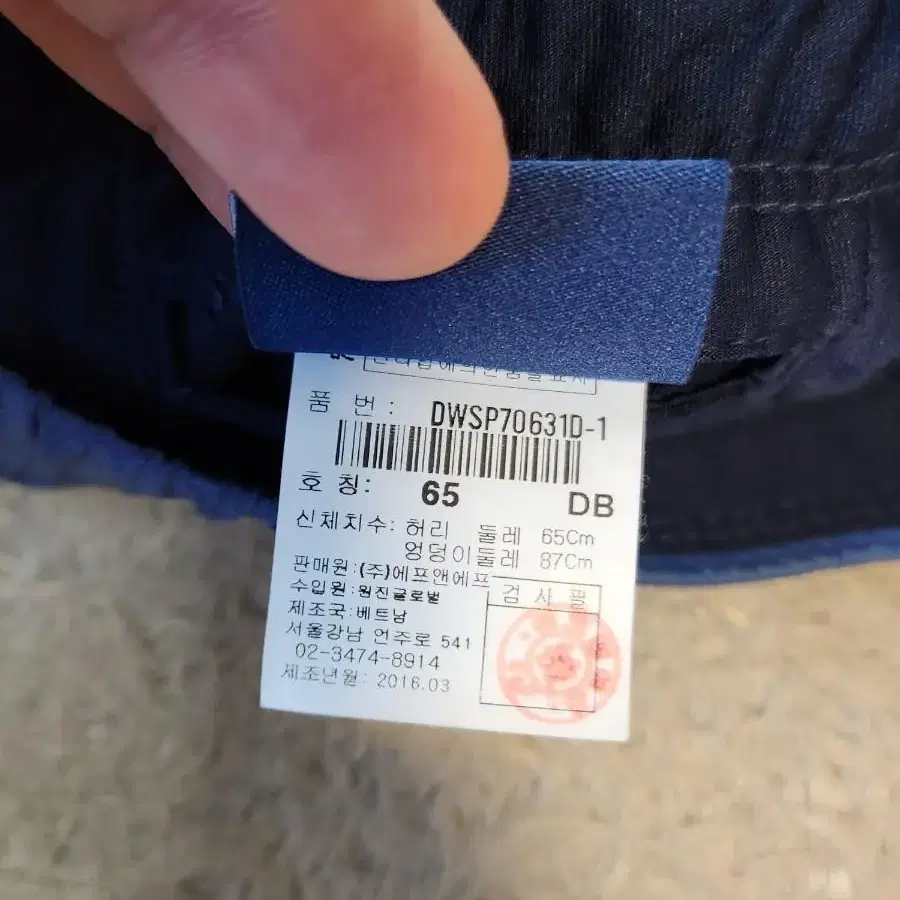 품 번: DWSP70631D-1
호 칭: 65 DB
신체치수: 허리 둘레 65Cm
엉덩이둘레 87Cm
판매원:(주)에프앤에프
수입원:원진글로벌
제조국:베트남
서울강남 언주로 541
02-3474-8914
제조년월: 2016.03
검 사 필